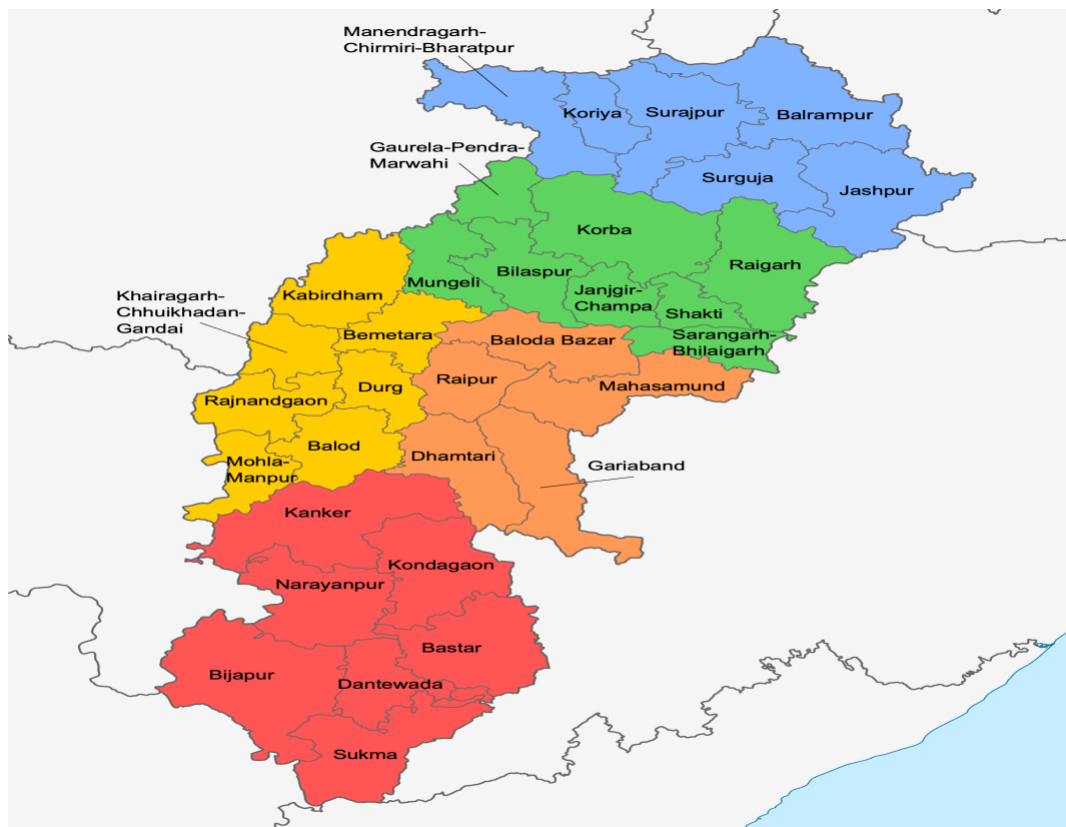 Manendragarh-
Chirmiri-Bharatpur
Koriya
Surajpur
Balrampur
Gaurela-Pendra-
Marwahi
Surguja
Jashpur
Korba
Raigarh
Bilaspur
Mungeli
Janjgir-
Champa
Shakti
Kabirdham
Khairagarh-
Chhuikhadan-
Gandai
Bemetara
Baloda Bazar
Sarangarh-
Bhilaigarh
Rajnandgaon
Durg
Raipur
Mahasamund
Balod
Mohla-
Manpur
Dhamtari
Gariaband
Kanker
Kondagaon
Narayanpur
Bastar
Bijapur
Dantewada
Sukma